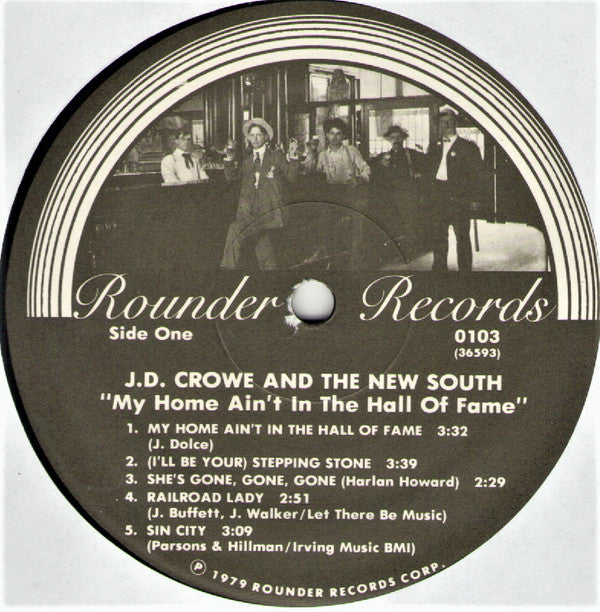 Rounder Records
Side One 0103
(36593)
J.D. CROWE AND THE NEW SOUTH
"My Home Ain't In The Hall Of Fame"
1. MY HOME AIN'T IN THE HALL OF FAME 3:32
(J. Dolce)
2. (I'LL BE YOUR) STEPPING STONE 3:39
3. SHE'S GONE, GONE, GONE (Harlan Howard) 2:29
4. RAILROAD LADY 2:51
(J. Buffett, J. Walker/Let There Be Music)
5. SIN CITY 3:09
(Parsons & Hillman/Irving Music BMI)
℗ 1979 ROUNDER RECORDS CORP.